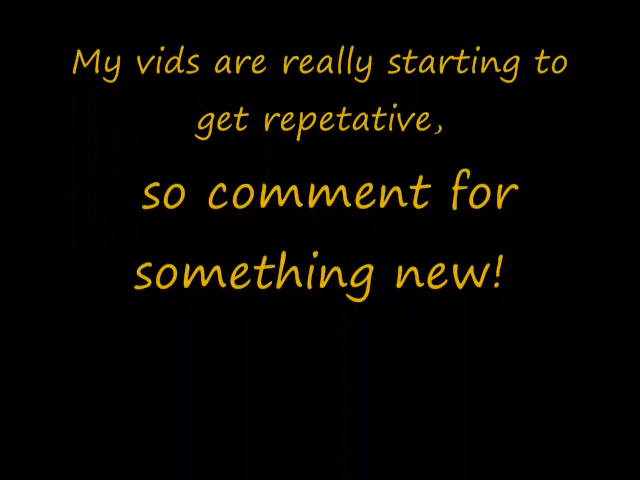 My vids are really starting to
get repetative,
so comment for
something new!